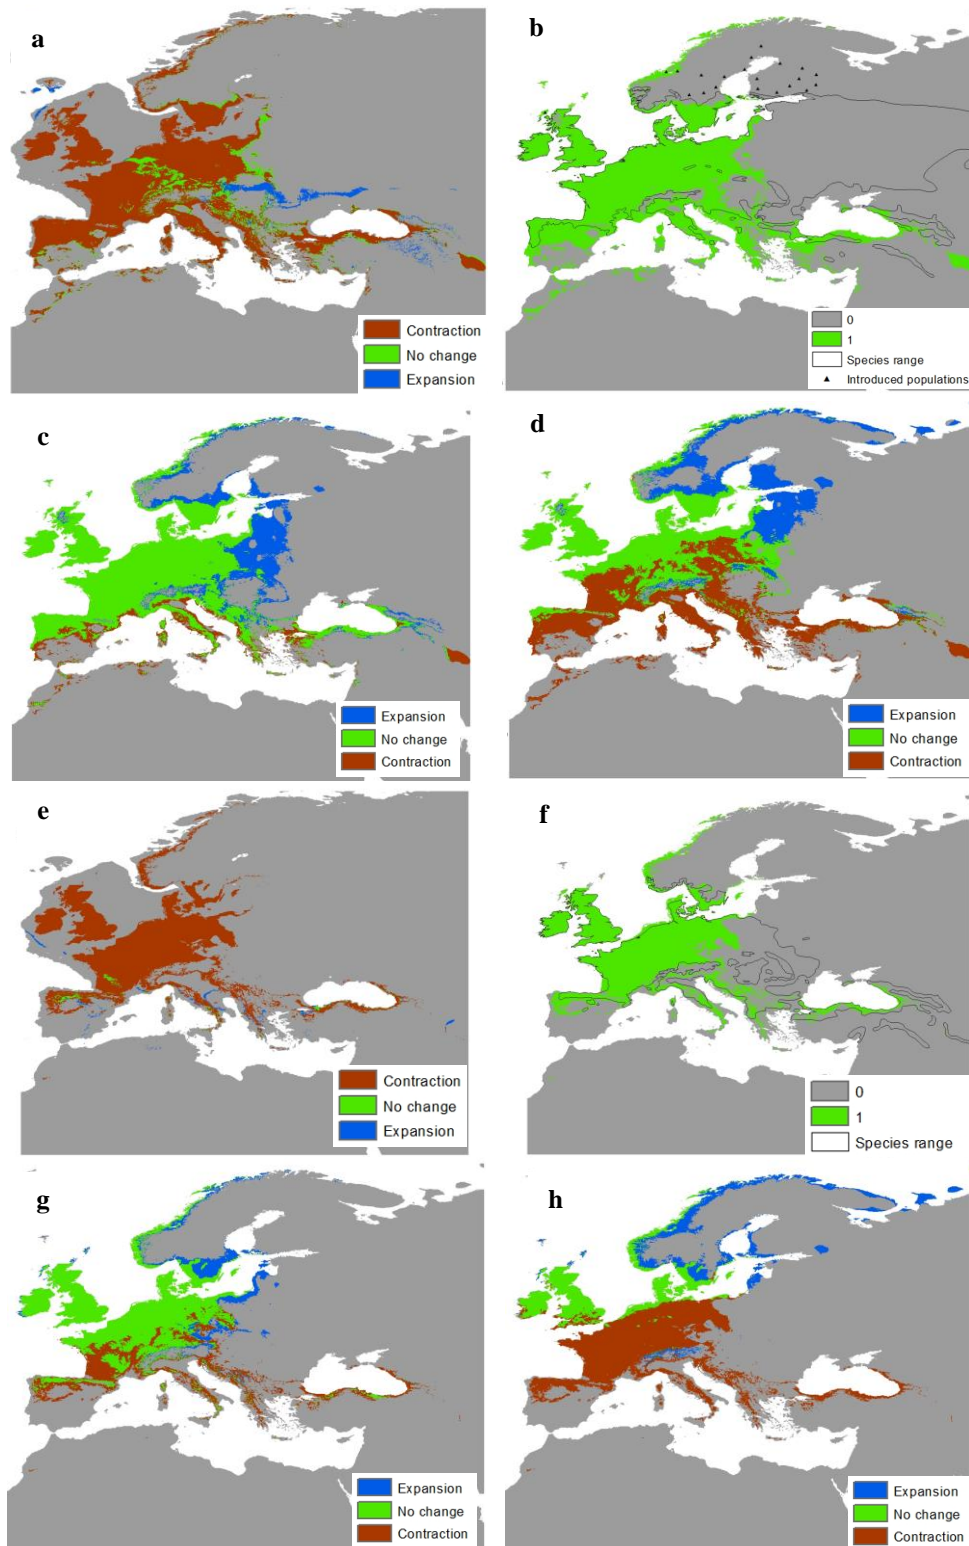 a
Contraction
No change
Expansion
b
0
1
Species range
Introduced populations
c
Expansion
No change
Contraction
d
Expansion
No change
Contraction
e
Contraction
No change
Expansion
f
0
1
Species range
g
Expansion
No change
Contraction
h
Expansion
No change
Contraction